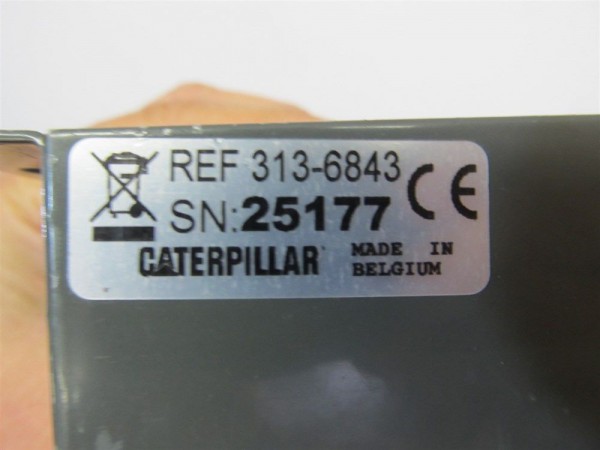 REF 313-6843
SN:25177
CE
CATERPILLAR
MADE IN
BELGIUM